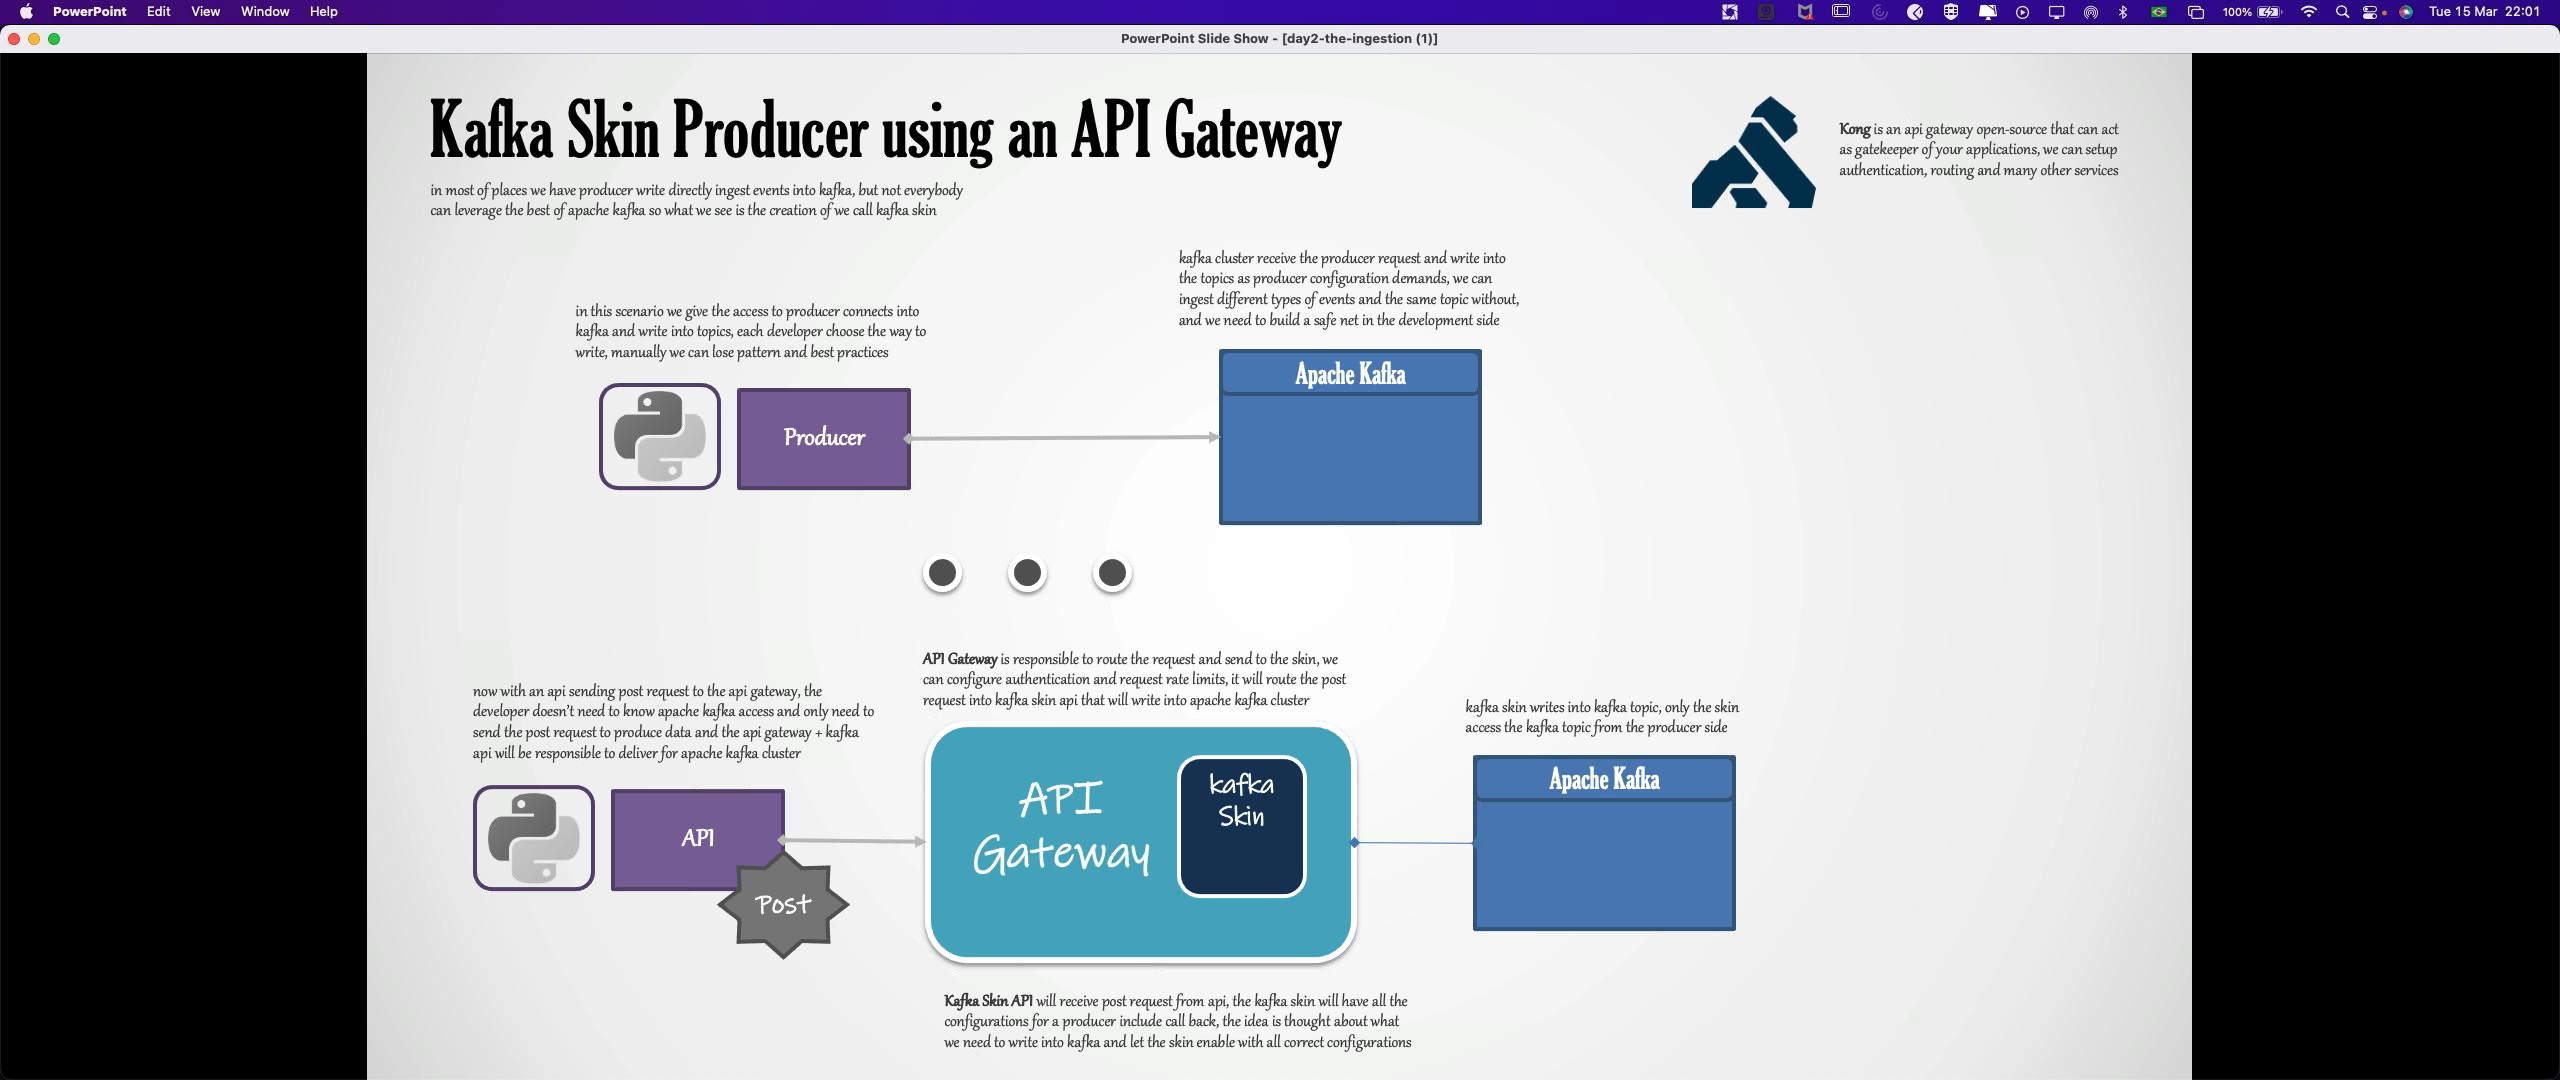 PowerPoint Edit View Window Help
100% Tue 15 Mar 22:01
PowerPoint Slide Show - [day2-the-ingestion (1)]
Kafka Skin Producer using an API Gateway
in most of places we have producer write directly ingest events into kafka, but not everybody
can leverage the best of apache kafka so what we see is the creation of we call kafka skin
Kong is an api gateway open-source that can act
as gatekeeper of your applications, we can setup
authentication, routing and many other services
in this scenario we give the access to producer connects into
kafka and write into topics, each developer choose the way to
write, manually we can lose pattern and best practices
kafka cluster receive the producer request and write into
the topics as producer configuration demands, we can
ingest different types of events and the same topic without,
and we need to build a safe net in the development side
Producer
Apache Kafka
now with an api sending post request to the api gateway, the
developer doesn't need to know apache kafka access and only need to
send the post request to produce data and the api gateway + kafka
api will be responsible to deliver for apache kafka cluster
API Gateway is responsible to route the request and send to the skin, we
can configure authentication and request rate limits, it will route the post
request into kafka skin api that will write into apache kafka cluster
kafka skin writes into kafka topic, only the skin
access the kafka topic from the producer side
API
Post
API
Gateway
kafka
Skin
Apache Kafka
Kafka Skin API will receive post request from api, the kafka skin will have all the
configurations for a producer include call back, the idea is thought about what
we need to write into kafka and let the skin enable with all correct configurations